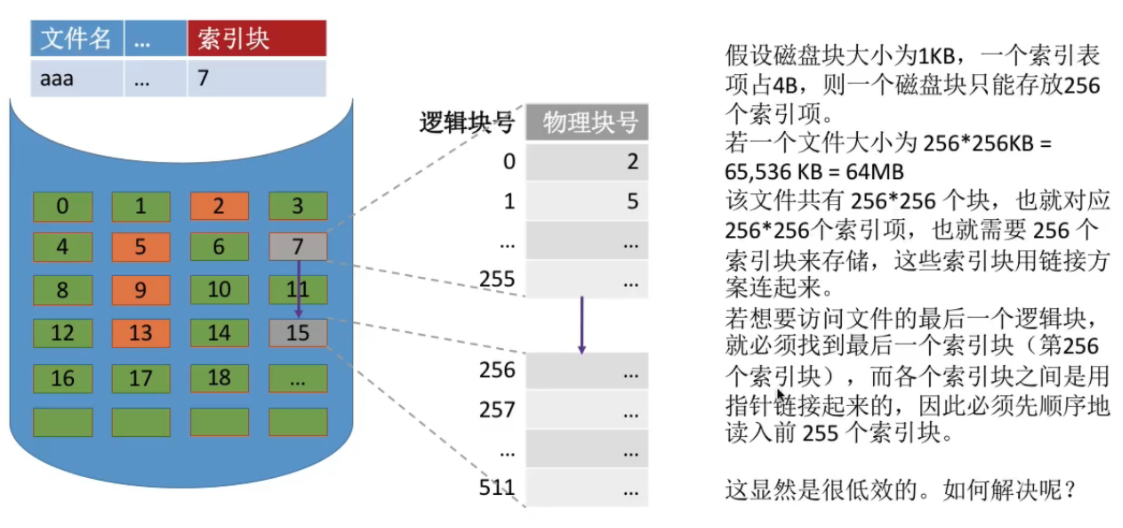 文件名 ... 索引块
aaa ... 7
0 1 2 3
4 5 6 7
8 9 10 11
12 13 14 15
16 17 18 ...
逻辑块号 物理块号
0 2
1 5
... ...
255 ...
256 ...
257 ...
... ...
511 ...
假设磁盘块大小为1KB，一个索引表
项占4B，则一个磁盘块只能存放256
个索引项。
若一个文件大小为 256*256KB =
65,536 KB = 64MB
该文件共有 256*256 个块，也就对应
256*256个索引项，也就需要 256 个
索引块来存储，这些索引块用链接方
案连起来。
若想要访问文件的最后一个逻辑块，
就必须找到最后一个索引块（第256
个索引块），而各个索引块之间是用
指针链接起来的，因此必须先顺序地
读入前 255 个索引块。
这显然是很低效的。如何解决呢？